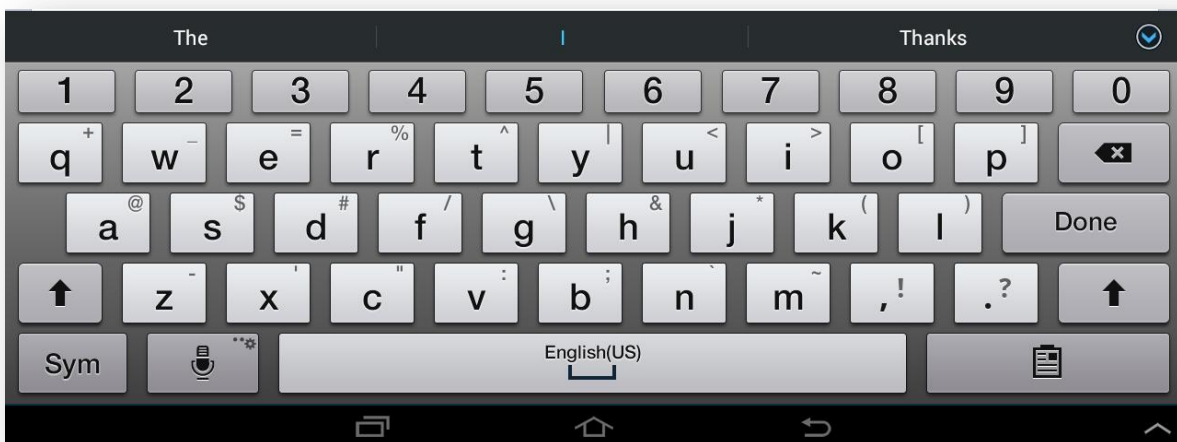 The I Thanks
1 2 3 4 5 6 7 8 9 0
q + w _ e = r % t ^ y | u < i > o [ p ]
a @ s $ d # f / g \ h & j * k ( l ) Done
z - x ' c " v : b ; n ` m ~ , ! . ?
Sym English(US)